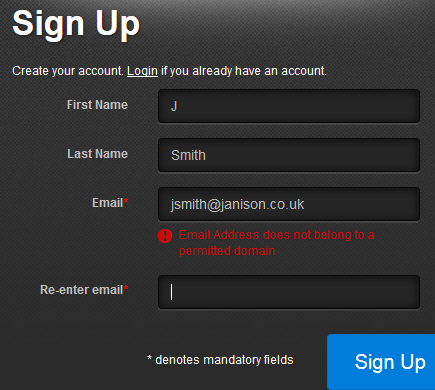 Sign Up
Create your account. Login if you already have an account.
First Name J
Last Name Smith
Email* jsmith@janison.co.uk
Email Address does not belong to a
permitted domain
Re-enter email*
* denotes mandatory fields
Sign Up